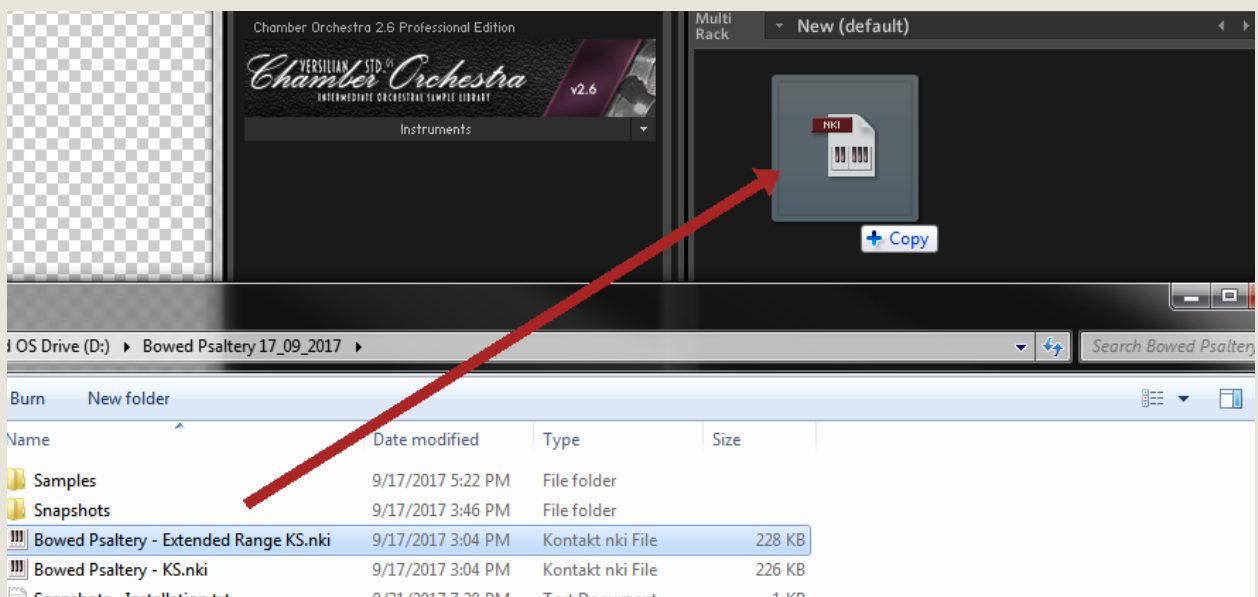 Chamber Orchestra 2.6 Professional Edition
VERSILIAN STD.
Chamber Orchestra
INTERMEDIATE ORCHESTRAL SAMPLE LIBRARY
v2.6
Instruments
Multi
Rack
New (default)
NKI
Copy
OS Drive (D:) Bowed Psaltery 17_09_2017
Search Bowed Psaltery
Burn New folder
Name Date modified Type Size
Samples 9/17/2017 5:22 PM File folder
Snapshots 9/17/2017 3:46 PM File folder
Bowed Psaltery - Extended Range KS.nki 9/17/2017 3:04 PM Kontakt nki File 228 KB
Bowed Psaltery - KS.nki 9/17/2017 3:04 PM Kontakt nki File 226 KB